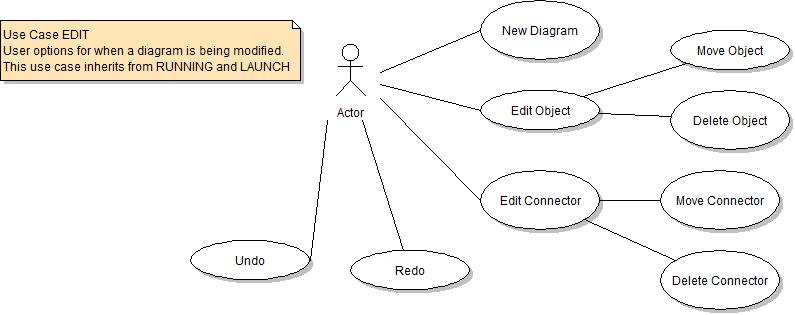 Use Case EDIT
User options for when a diagram is being modified.
This use case inherits from RUNNING and LAUNCH
New Diagram
Move Object
Actor
Edit Object
Delete Object
Edit Connector
Move Connector
Undo
Redo
Delete Connector